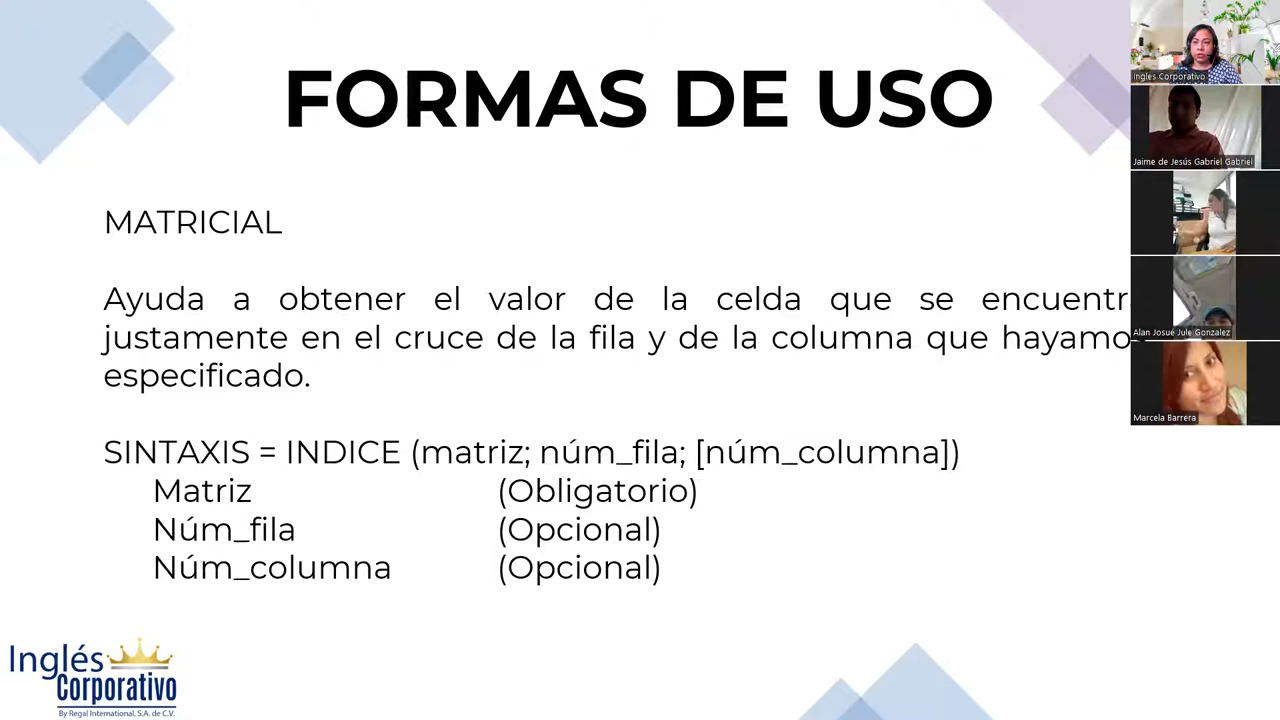 FORMAS DE USO
MATRICIAL
Ayuda a obtener el valor de la celda que se encuentr
justamente en el cruce de la fila y de la columna que hayamo
especificado.
SINTAXIS = INDICE (matriz; núm_fila; [núm_columna])
Matriz (Obligatorio)
Núm_fila (Opcional)
Núm_columna (Opcional)
Inglés
Corporativo
By Regal International, S.A. de C.V.
Ingles Corporativo
Jaime de Jesús Gabriel Gabriel
Alan Josué Jule Gonzalez
Marcela Barrera